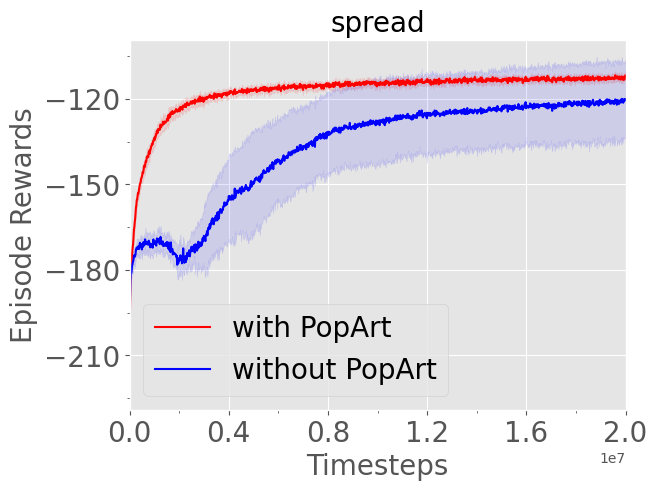 spread
Episode Rewards
−120
−150
−180
−210
with PopArt
without PopArt
0.0 0.4 0.8 1.2 1.6 2.0
Timesteps
1e7